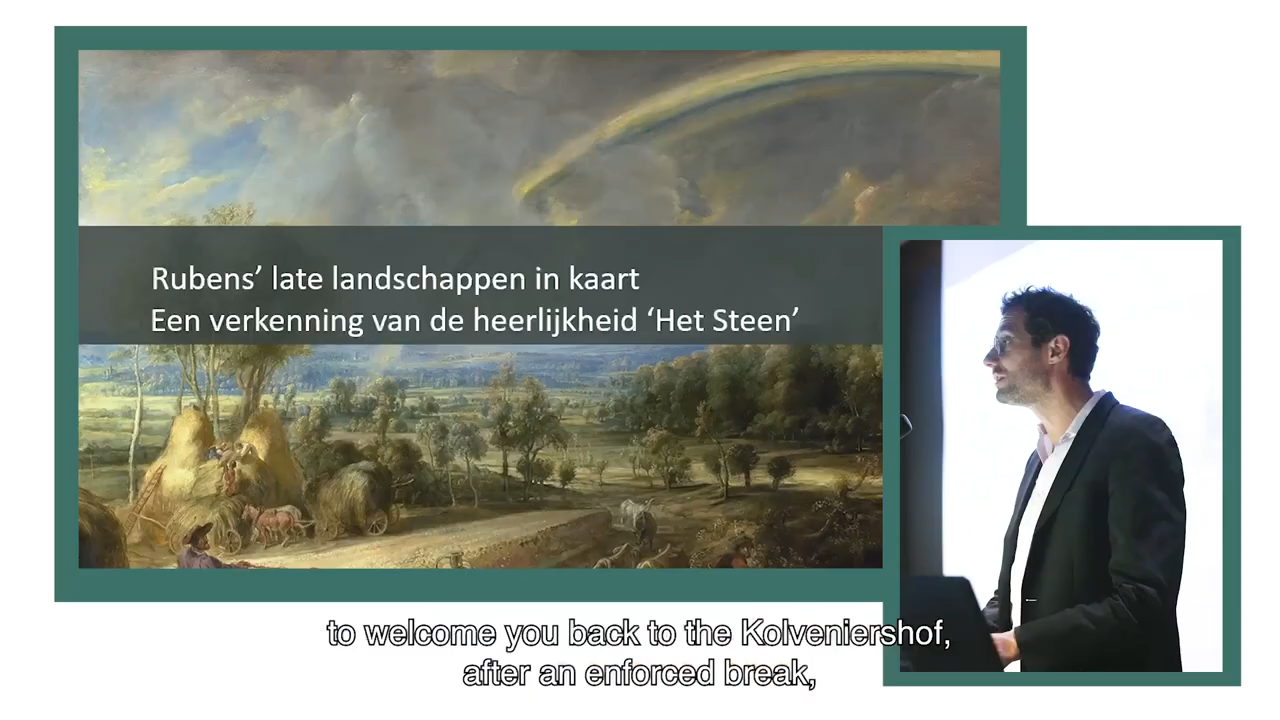 Rubens’ late landschappen in kaart
Een verkenning van de heerlijkheid ‘Het Steen’
to welcome you back to the Kolveniershof,
after an enforced break,